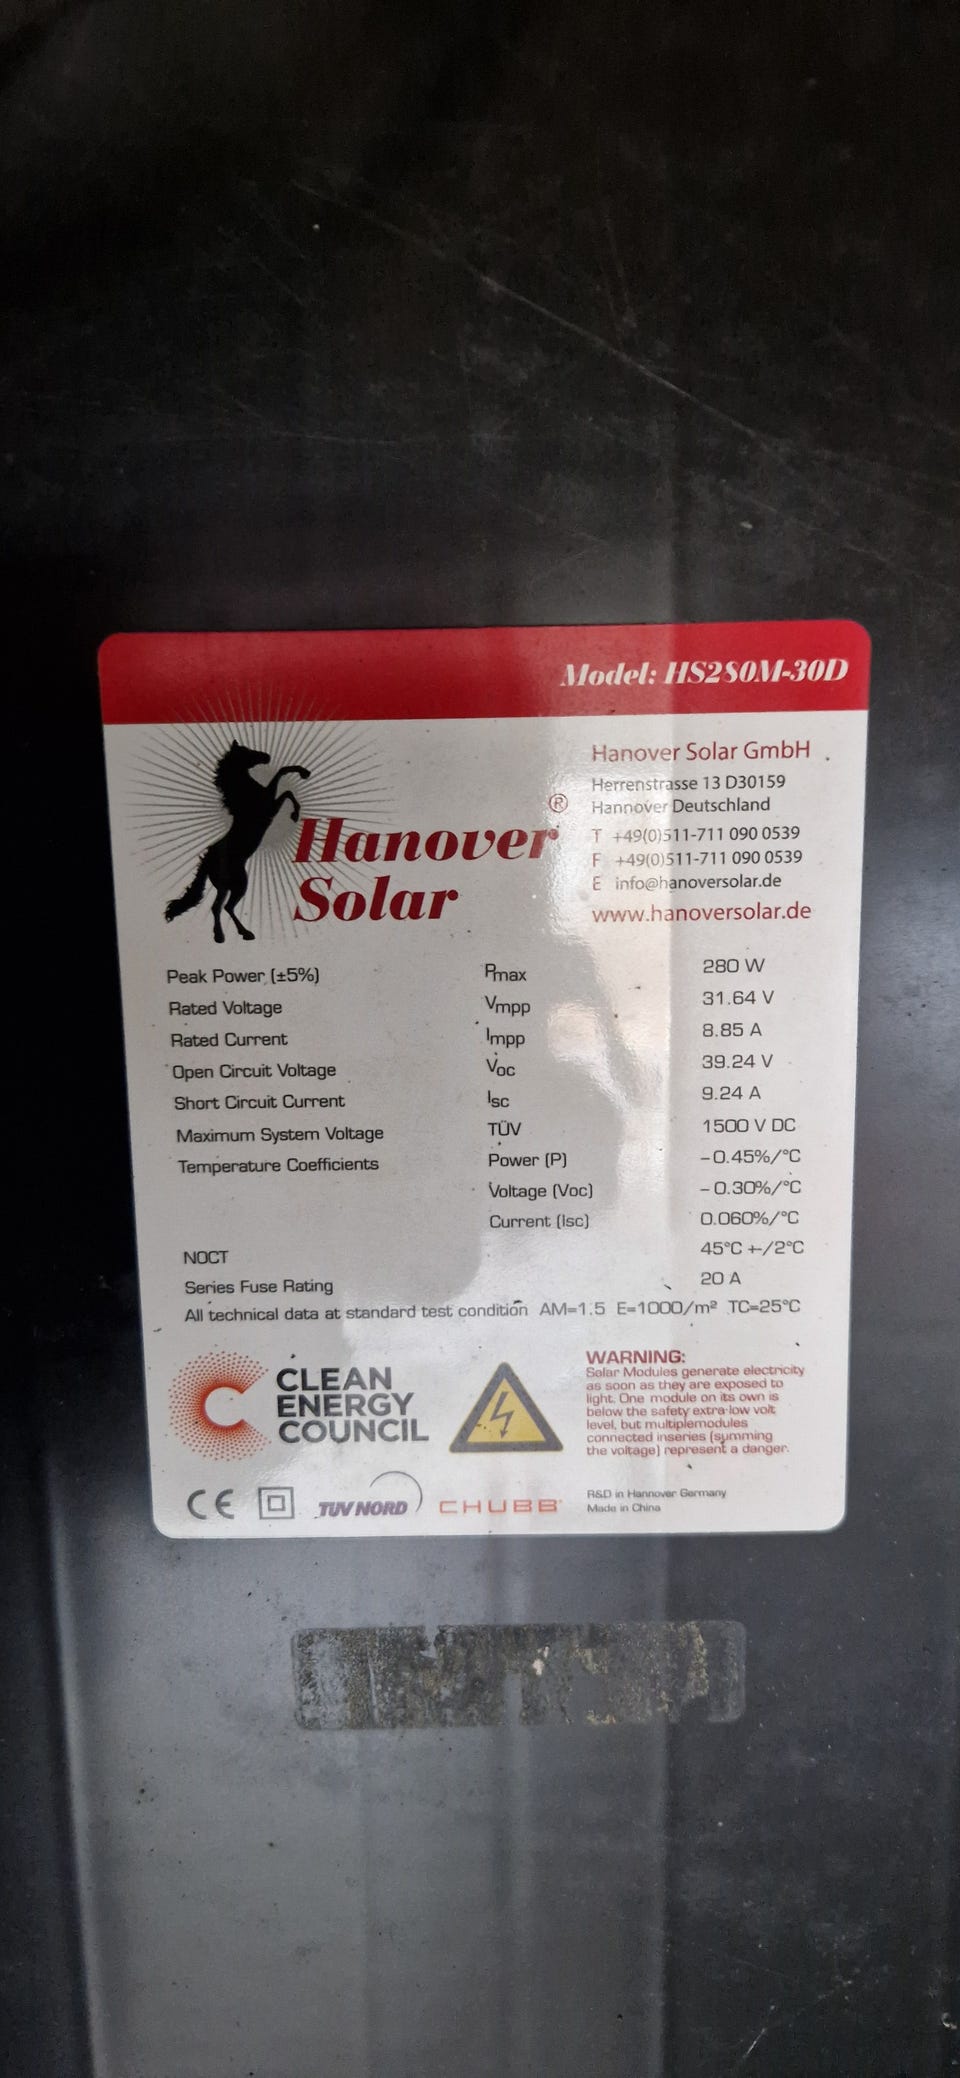 Model: HS280M-30D
Hanover®
Solar
Hanover Solar GmbH
Herrenstrasse 13 D30159
Hannover Deutschland
T +49(0)511-711 090 0539
F +49(0)511-711 090 0539
E info@hanoversolar.de
www.hanoversolar.de
Peak Power (±5%) Pmax 280 W
Rated Voltage Vmpp 31.64 V
Rated Current Impp 8.85 A
Open Circuit Voltage Voc 39.24 V
Short Circuit Current Isc 9.24 A
Maximum System Voltage TÜV 1500 V DC
Temperature Coefficients Power (P) -0.45%/°C
Voltage (Voc) -0.30%/°C
Current (Isc) 0.060%/°C
NOCT 45°C +-/2°C
Series Fuse Rating 20 A
All technical data at standard test condition AM=1.5 E=1000/m² TC=25°C
CLEAN
ENERGY
COUNCIL
WARNING:
Solar Modules generate electricity
as soon as they are exposed to
light. One module on its own is
below the safety extra-low volt
level, but multiplemodules
connected inseries (summing
the voltage) represent a danger.
CE TUV NORD CHUBB
R&D in Hannover Germany
Made in China